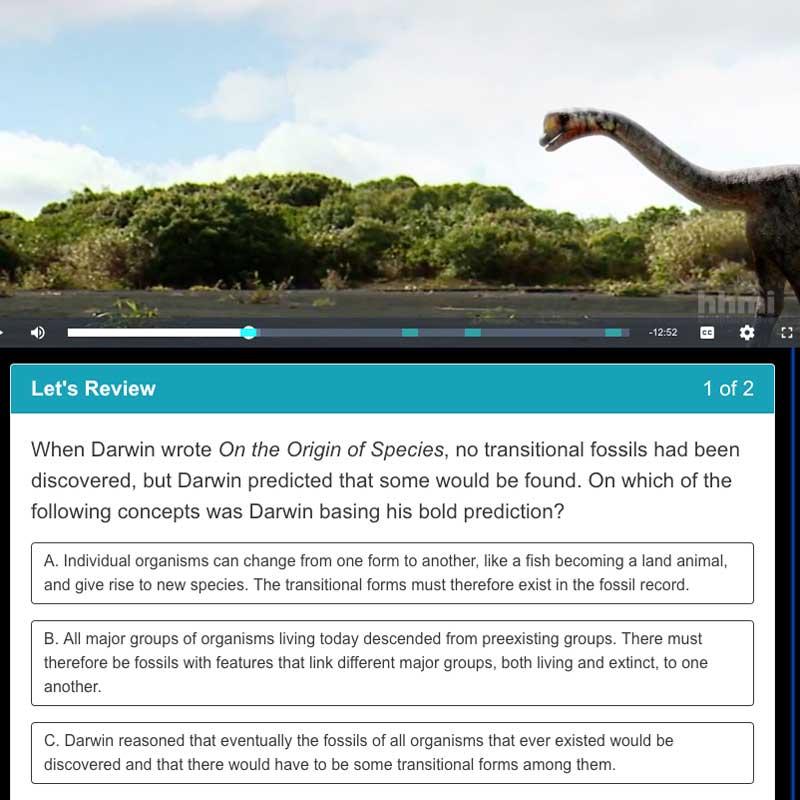 hhmi
-12:52
CC
Let's Review
1 of 2
When Darwin wrote On the Origin of Species, no transitional fossils had been
discovered, but Darwin predicted that some would be found. On which of the
following concepts was Darwin basing his bold prediction?
A. Individual organisms can change from one form to another, like a fish becoming a land animal,
and give rise to new species. The transitional forms must therefore exist in the fossil record.
B. All major groups of organisms living today descended from preexisting groups. There must
therefore be fossils with features that link different major groups, both living and extinct, to one
another.
C. Darwin reasoned that eventually the fossils of all organisms that ever existed would be
discovered and that there would have to be some transitional forms among them.